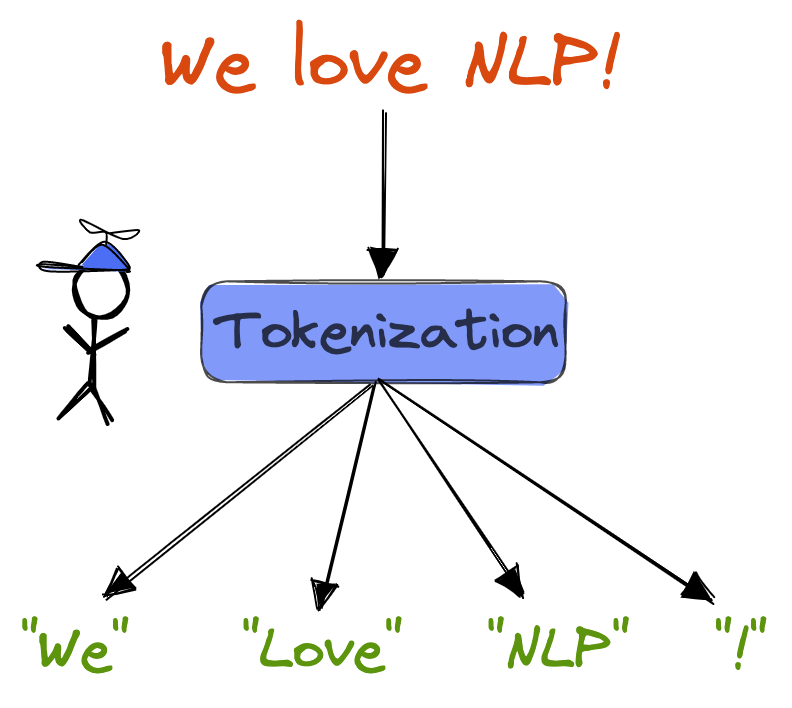 We love NLP!
Tokenization
"We" "Love" "NLP" "!"